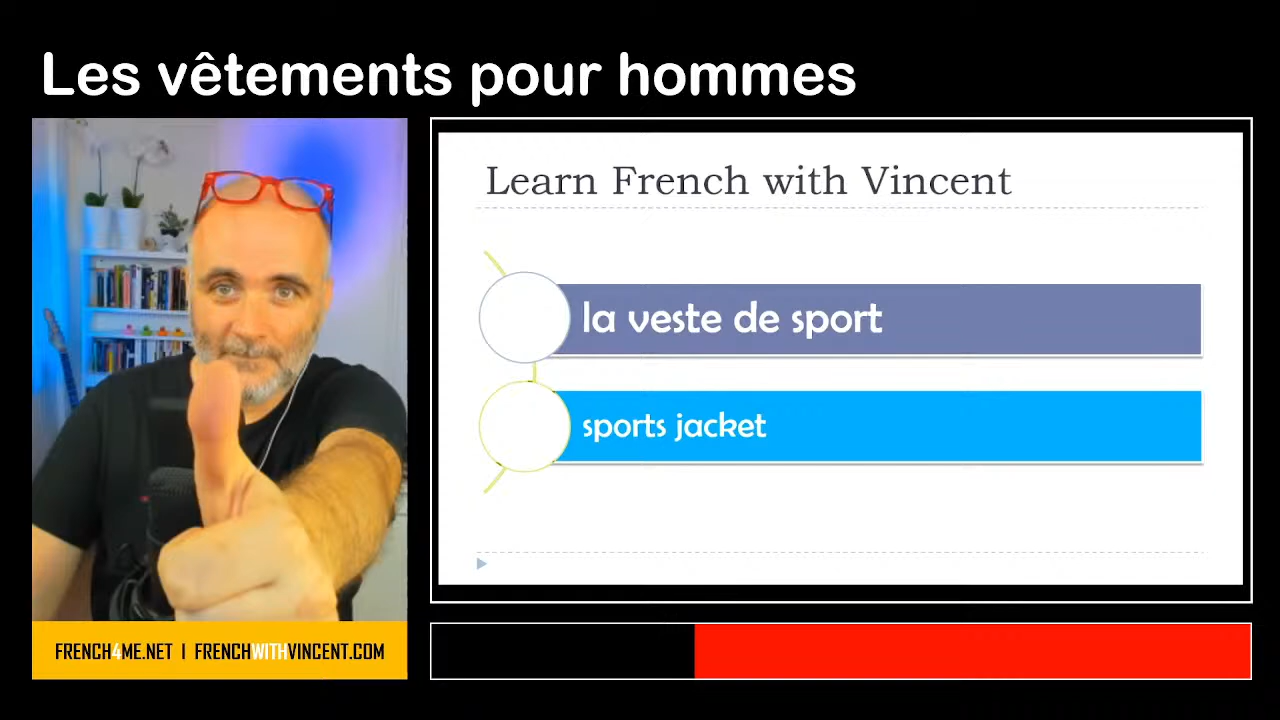 Les vêtements pour hommes
Learn French with Vincent
la veste de sport
sports jacket
FRENCH4ME.NET I FRENCHWITHVINCENT.COM